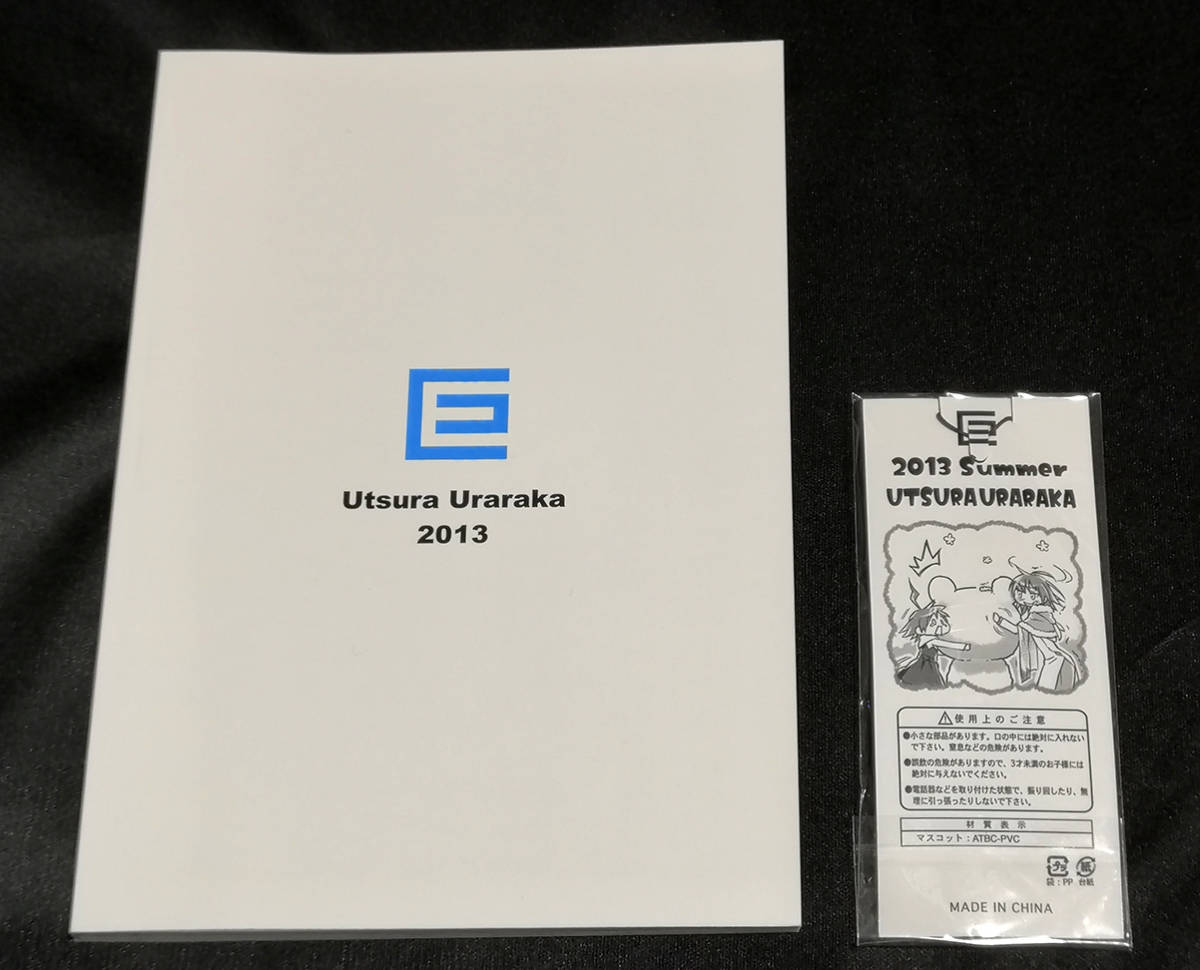 Utsura Uraraka
2013
2013 Summer
UTSURAURARAKA
使用上のご注意
●小さな部品があります。口の中には絶対に入れない
で下さい。窒息などの危険があります。
●誤飲の危険がありますので、3才未満のお子様には
絶対に与えないでください。
●電話器などを取り付けた状態で、振り回したり、無
理に引っ張ったりしないで下さい。
材質表示
マスコット:ATBC-PVC
プラ 紙
袋:PP 台紙
MADE IN CHINA